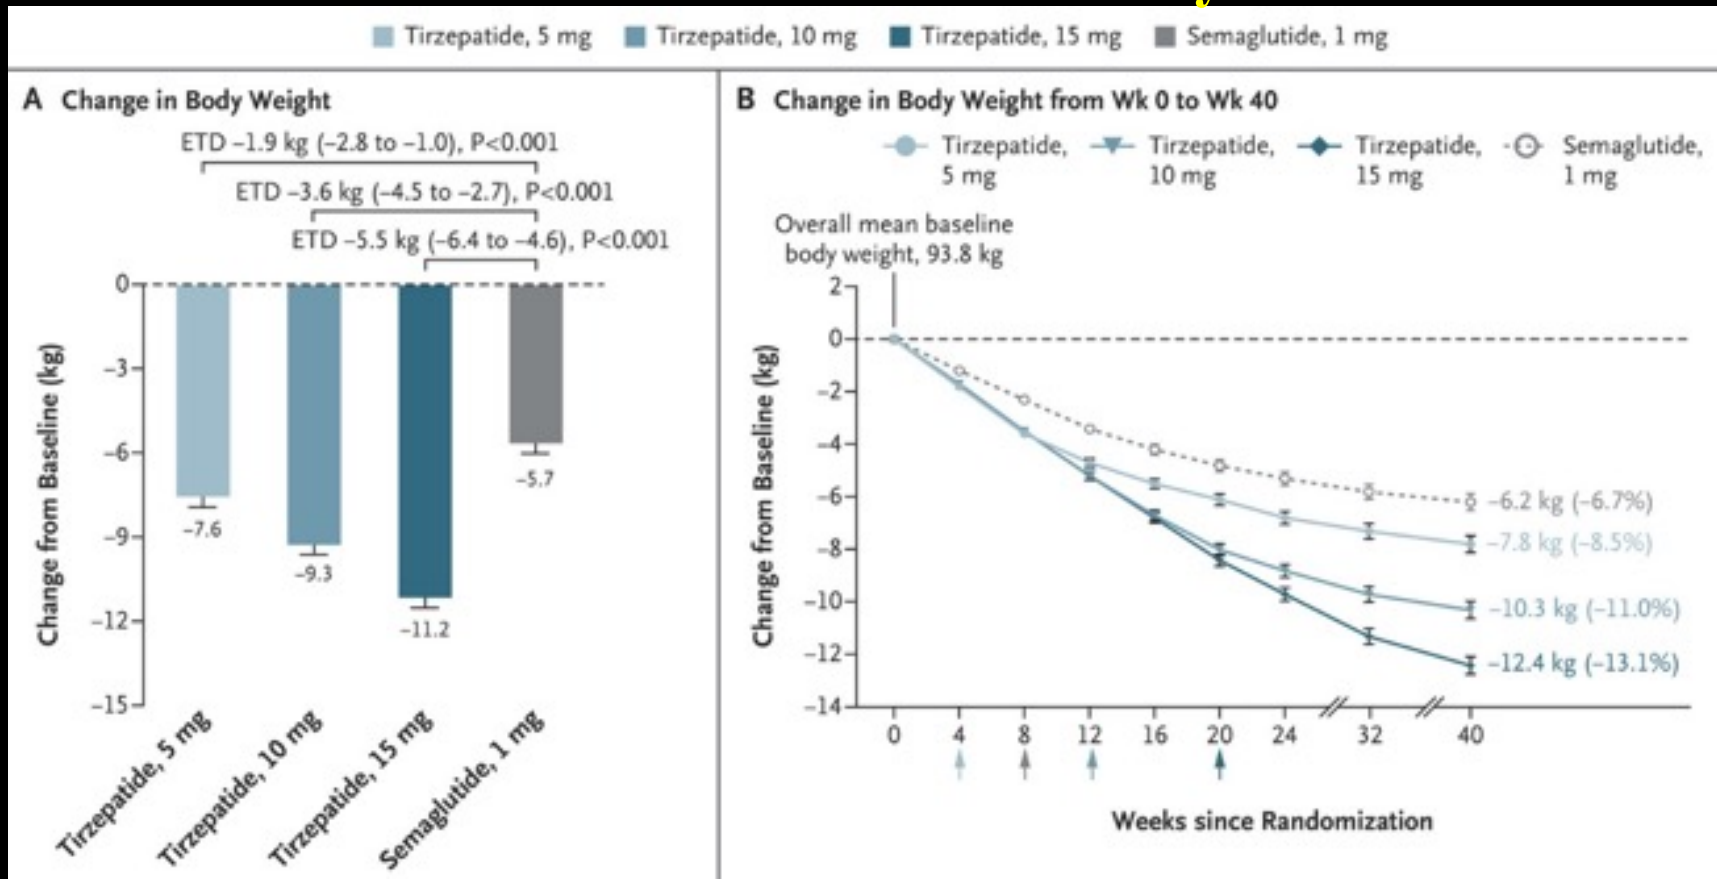 Tirzepatide, 5 mg Tirzepatide, 10 mg Tirzepatide, 15 mg Semaglutide, 1 mg
A Change in Body Weight
ETD −1.9 kg (−2.8 to −1.0), P<0.001
ETD −3.6 kg (−4.5 to −2.7), P<0.001
ETD −5.5 kg (−6.4 to −4.6), P<0.001
Change from Baseline (kg)
0
−3
−6
−9
−12
−15
−7.6
−9.3
−11.2
−5.7
Tirzepatide, 5 mg
Tirzepatide, 10 mg
Tirzepatide, 15 mg
Semaglutide, 1 mg
B Change in Body Weight from Wk 0 to Wk 40
Tirzepatide,
5 mg
Tirzepatide,
10 mg
Tirzepatide,
15 mg
Semaglutide,
1 mg
Overall mean baseline
body weight, 93.8 kg
Change from Baseline (kg)
2
0
−2
−4
−6
−8
−10
−12
−14
−6.2 kg (−6.7%)
−7.8 kg (−8.5%)
−10.3 kg (−11.0%)
−12.4 kg (−13.1%)
0 4 8 12 16 20 24 32 40
Weeks since Randomization